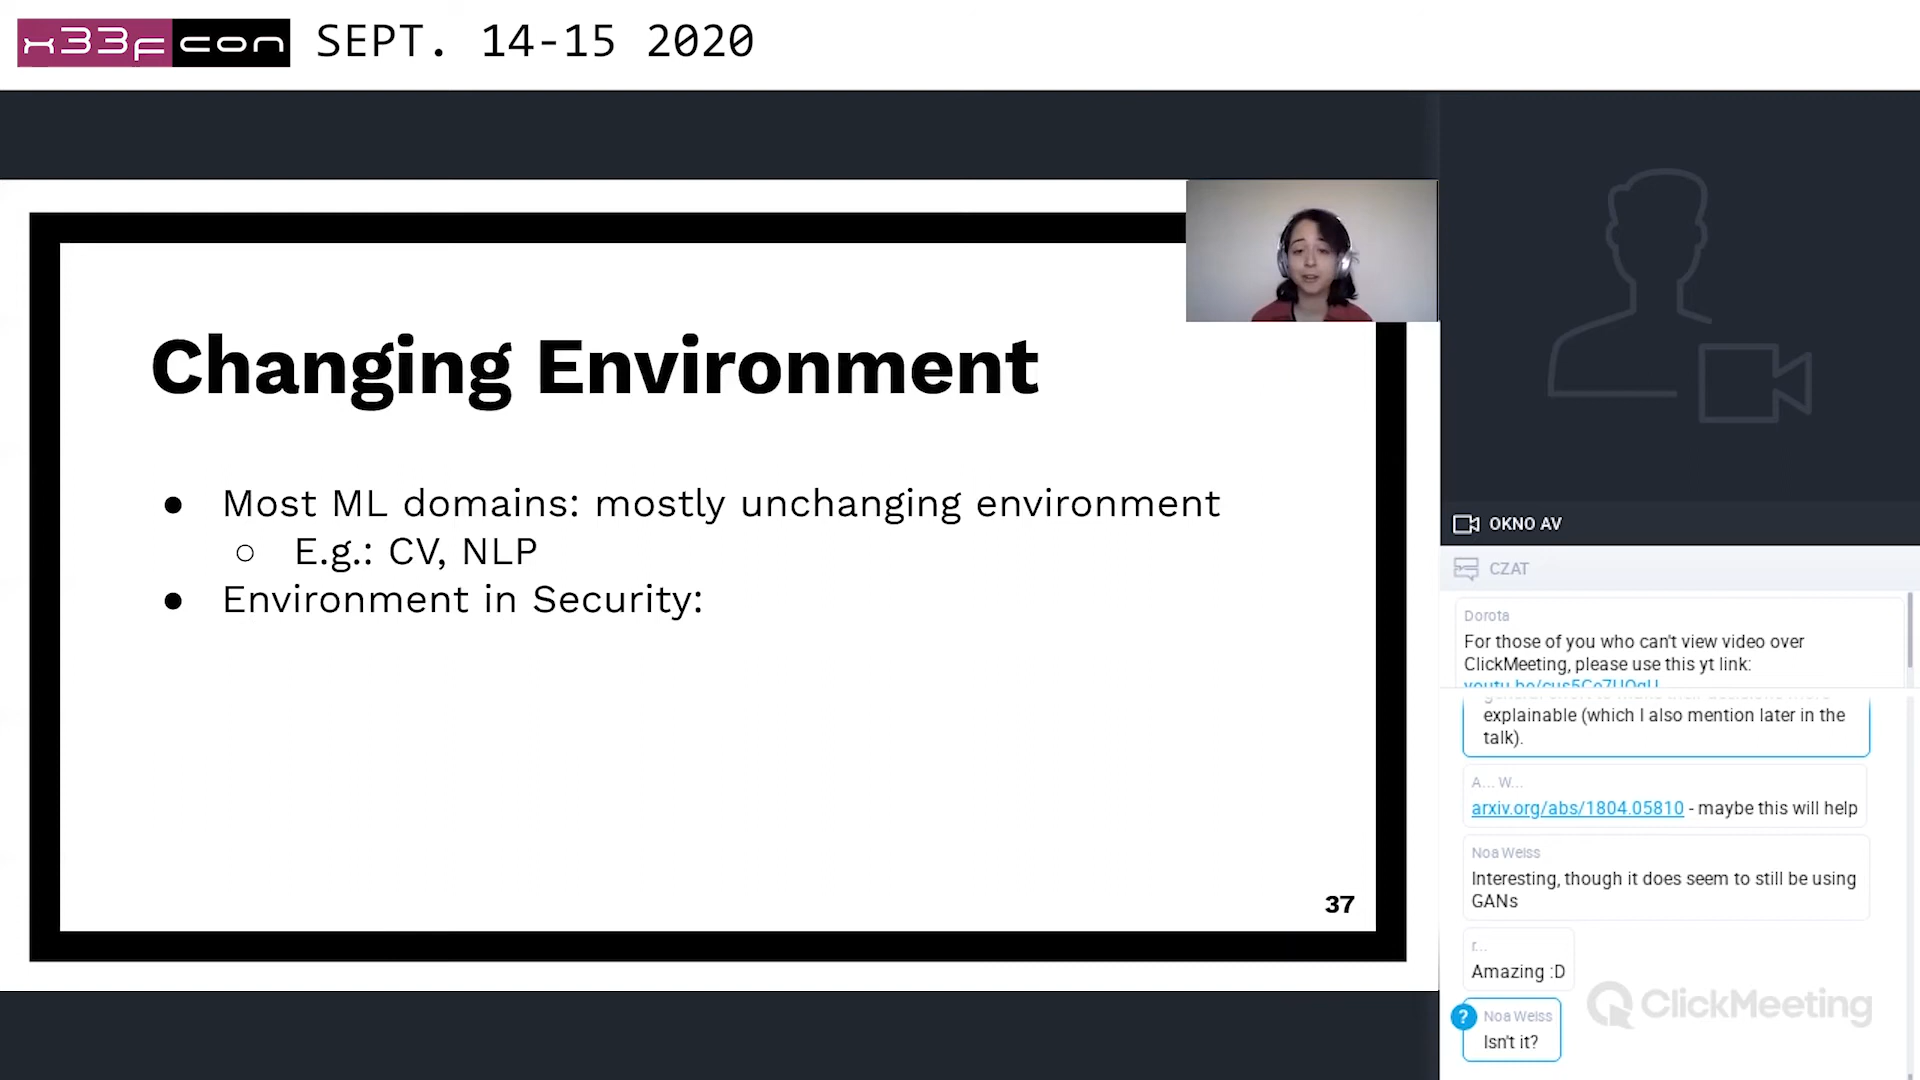 x33fcon SEPT. 14-15 2020
Changing Environment
● Most ML domains: mostly unchanging environment
○ E.g.: CV, NLP
● Environment in Security:
37
OKNO AV
CZAT
Dorota
For those of you who can't view video over
ClickMeeting, please use this yt link:
explainable (which I also mention later in the
talk).
A... W...
arxiv.org/abs/1804.05810 - maybe this will help
Noa Weiss
Interesting, though it does seem to still be using
GANs
r...
Amazing :D
ClickMeeting
? Noa Weiss
Isn't it?